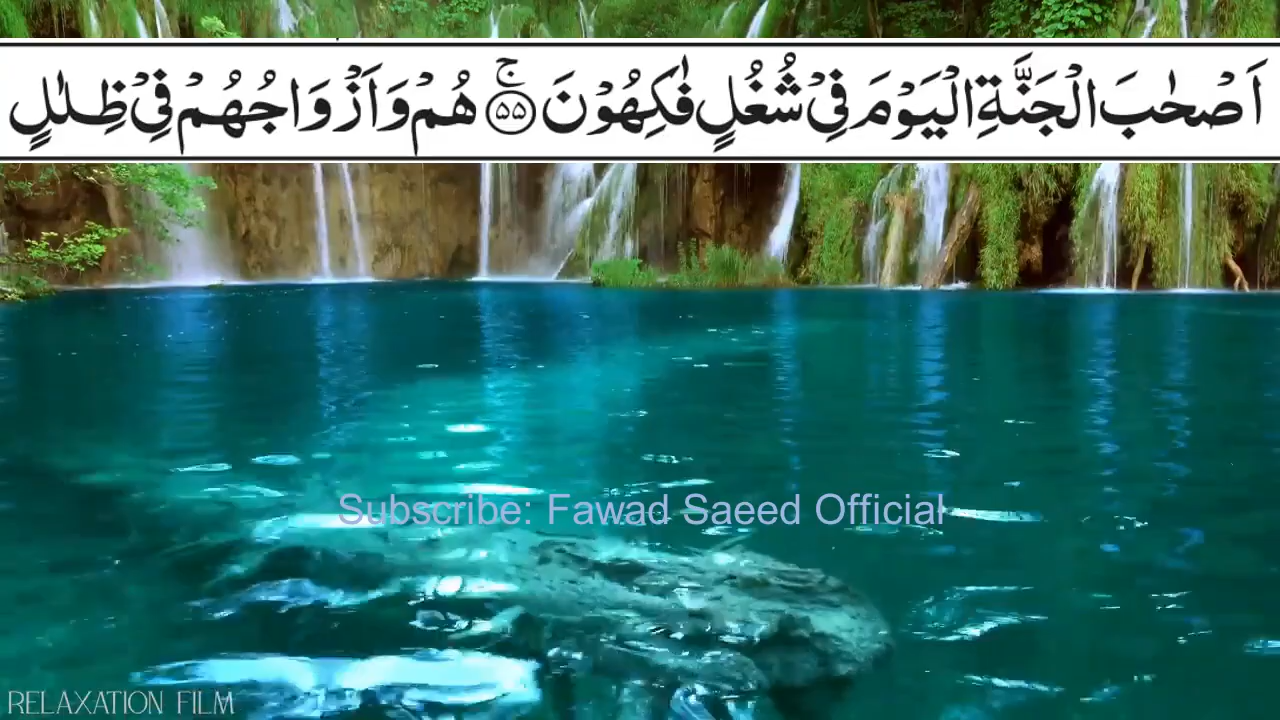 اَصْحٰبَ الْجَنَّةِ الْيَوْمَ فِيْ شُغُلٍ فٰكِهُوْنَ ۚ‏﴿۵۵﴾ هُمْ وَاَزْوَاجُهُمْ فِيْ ظِلٰلٍ
Subscribe: Fawad Saeed Official
RELAXATION FILM